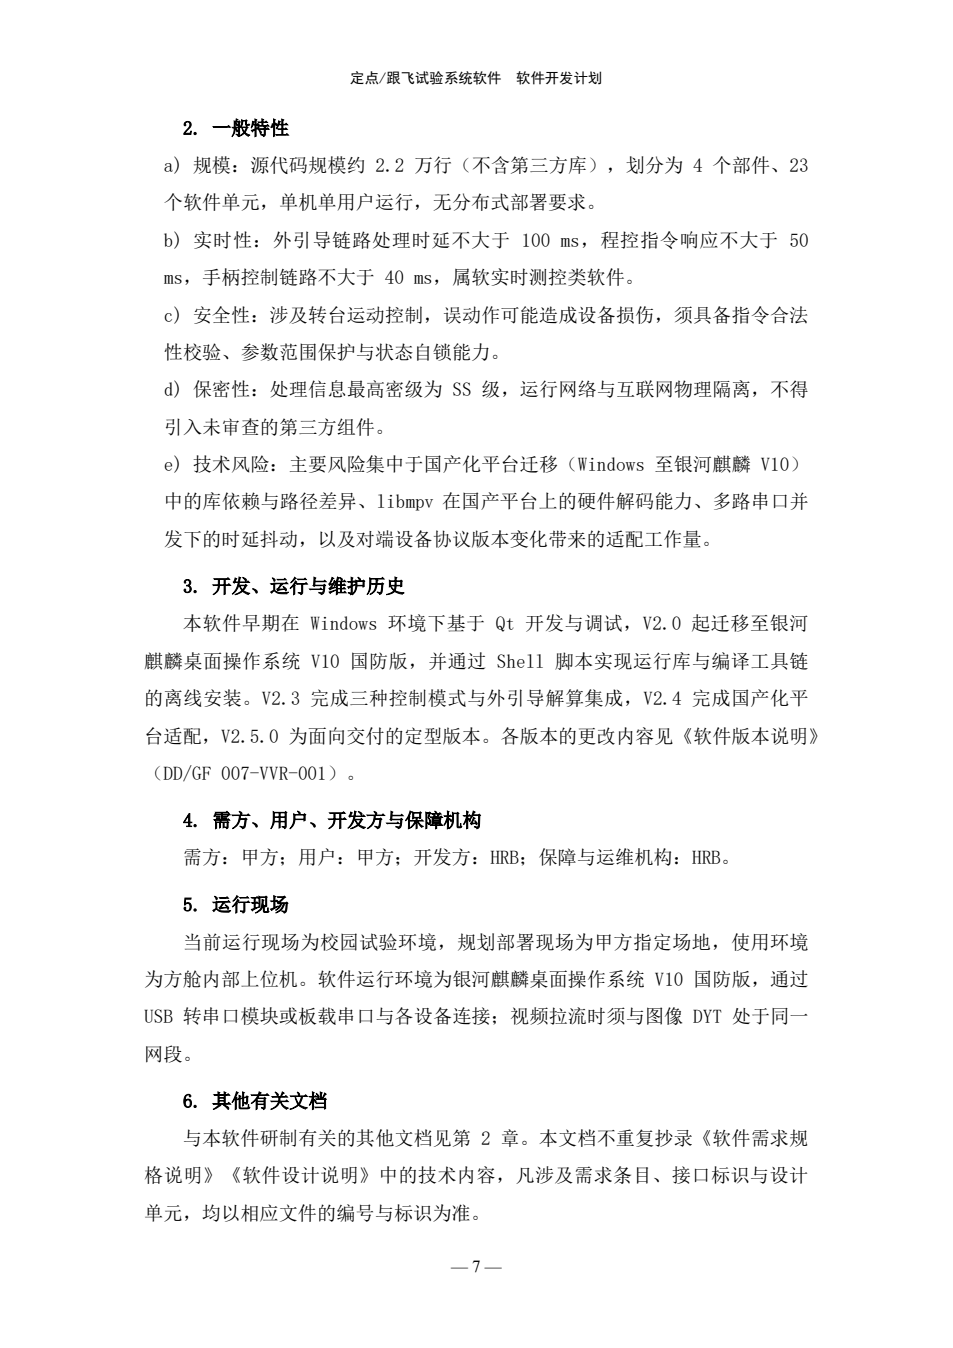 定点/跟飞试验系统软件　软件开发计划
2. 一般特性
a) 规模：源代码规模约 2.2 万行（不含第三方库），划分为 4 个部件、23
个软件单元，单机单用户运行，无分布式部署要求。
b) 实时性：外引导链路处理时延不大于 100 ms，程控指令响应不大于 50
ms，手柄控制链路不大于 40 ms，属软实时测控类软件。
c) 安全性：涉及转台运动控制，误动作可能造成设备损伤，须具备指令合法
性校验、参数范围保护与状态自锁能力。
d) 保密性：处理信息最高密级为 SS 级，运行网络与互联网物理隔离，不得
引入未审查的第三方组件。
e) 技术风险：主要风险集中于国产化平台迁移（Windows 至银河麒麟 V10）
中的库依赖与路径差异、libmpv 在国产平台上的硬件解码能力、多路串口并
发下的时延抖动，以及对端设备协议版本变化带来的适配工作量。
3. 开发、运行与维护历史
本软件早期在 Windows 环境下基于 Qt 开发与调试，V2.0 起迁移至银河
麒麟桌面操作系统 V10 国防版，并通过 Shell 脚本实现运行库与编译工具链
的离线安装。V2.3 完成三种控制模式与外引导解算集成，V2.4 完成国产化平
台适配，V2.5.0 为面向交付的定型版本。各版本的更改内容见《软件版本说明》
（DD/GF 007-VVR-001）。
4. 需方、用户、开发方与保障机构
需方：甲方；用户：甲方；开发方：HRB；保障与运维机构：HRB。
5. 运行现场
当前运行现场为校园试验环境，规划部署现场为甲方指定场地，使用环境
为方舱内部上位机。软件运行环境为银河麒麟桌面操作系统 V10 国防版，通过
USB 转串口模块或板载串口与各设备连接；视频拉流时须与图像 DYT 处于同一
网段。
6. 其他有关文档
与本软件研制有关的其他文档见第 2 章。本文档不重复抄录《软件需求规
格说明》《软件设计说明》中的技术内容，凡涉及需求条目、接口标识与设计
单元，均以相应文件的编号与标识为准。
— 7 —